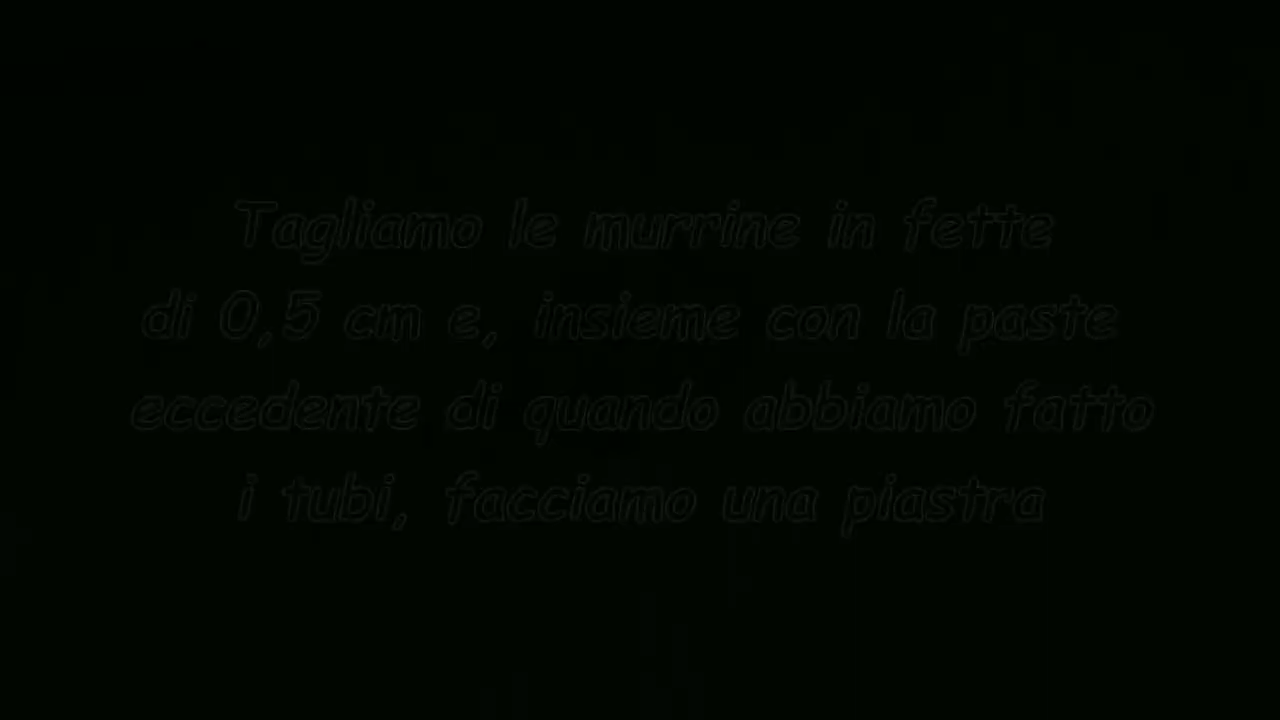 Tagliamo le murrine in fette
di 0,5 cm e, insieme con la paste
eccedente di quando abbiamo fatto
i tubi, facciamo una piastra